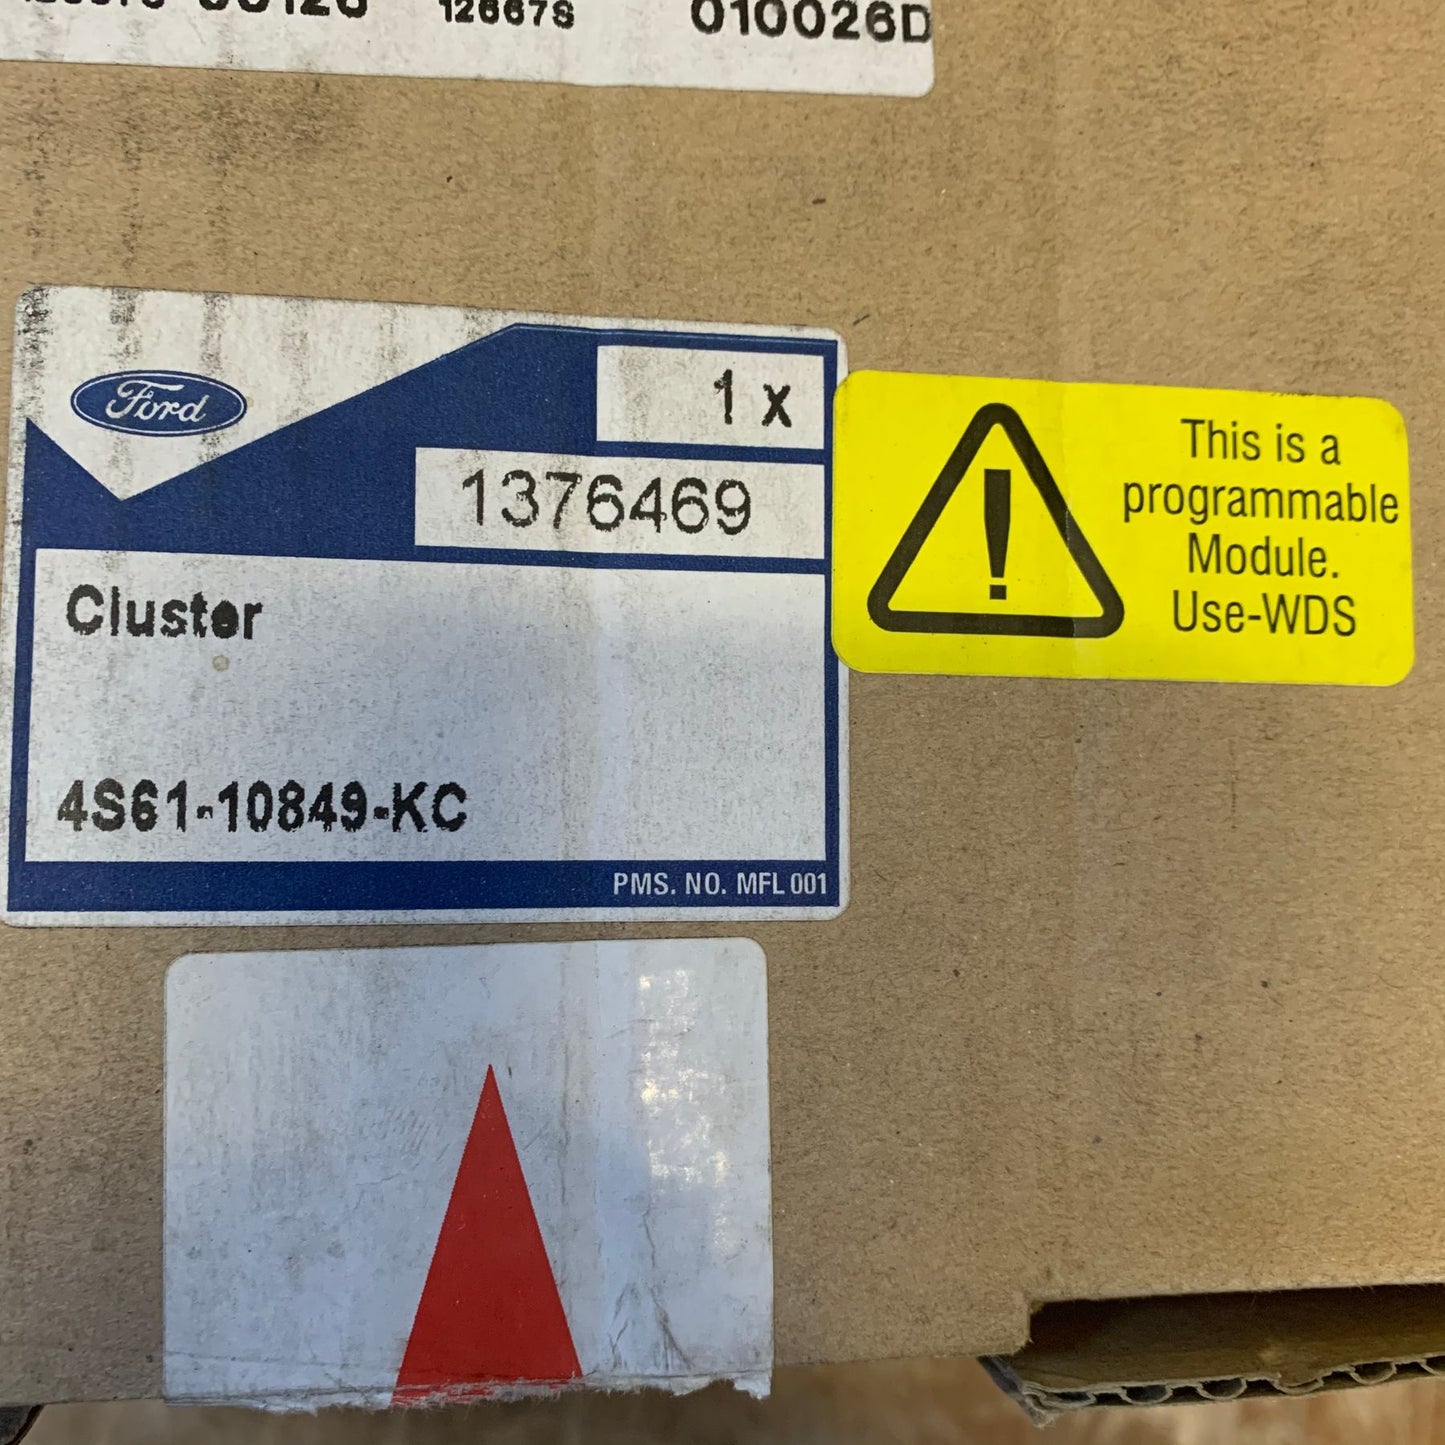 12667S 010026D
Ford
1 x
1376469
Cluster
4S61-10849-KC
PMS. NO. MFL 001
This is a
programmable
Module.
Use-WDS